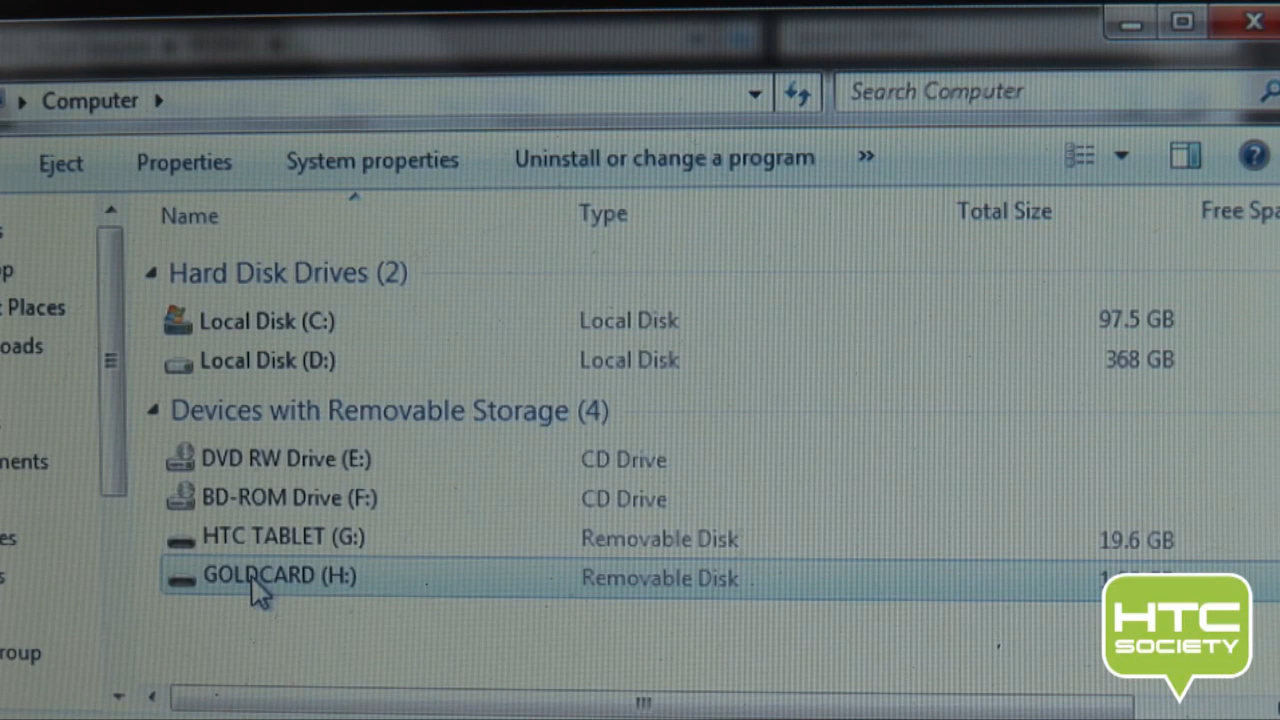 Computer
Search Computer
Eject Properties System properties Uninstall or change a program »
Name Type Total Size Free
Places
Hard Disk Drives (2)
Local Disk (C:) Local Disk 97.5 GB
Local Disk (D:) Local Disk 368 GB
Devices with Removable Storage (4)
DVD RW Drive (E:) CD Drive
BD-ROM Drive (F:) CD Drive
HTC TABLET (G:) Removable Disk 19.6 GB
GOLDCARD (H:) Removable Disk
HTC
SOCIETY